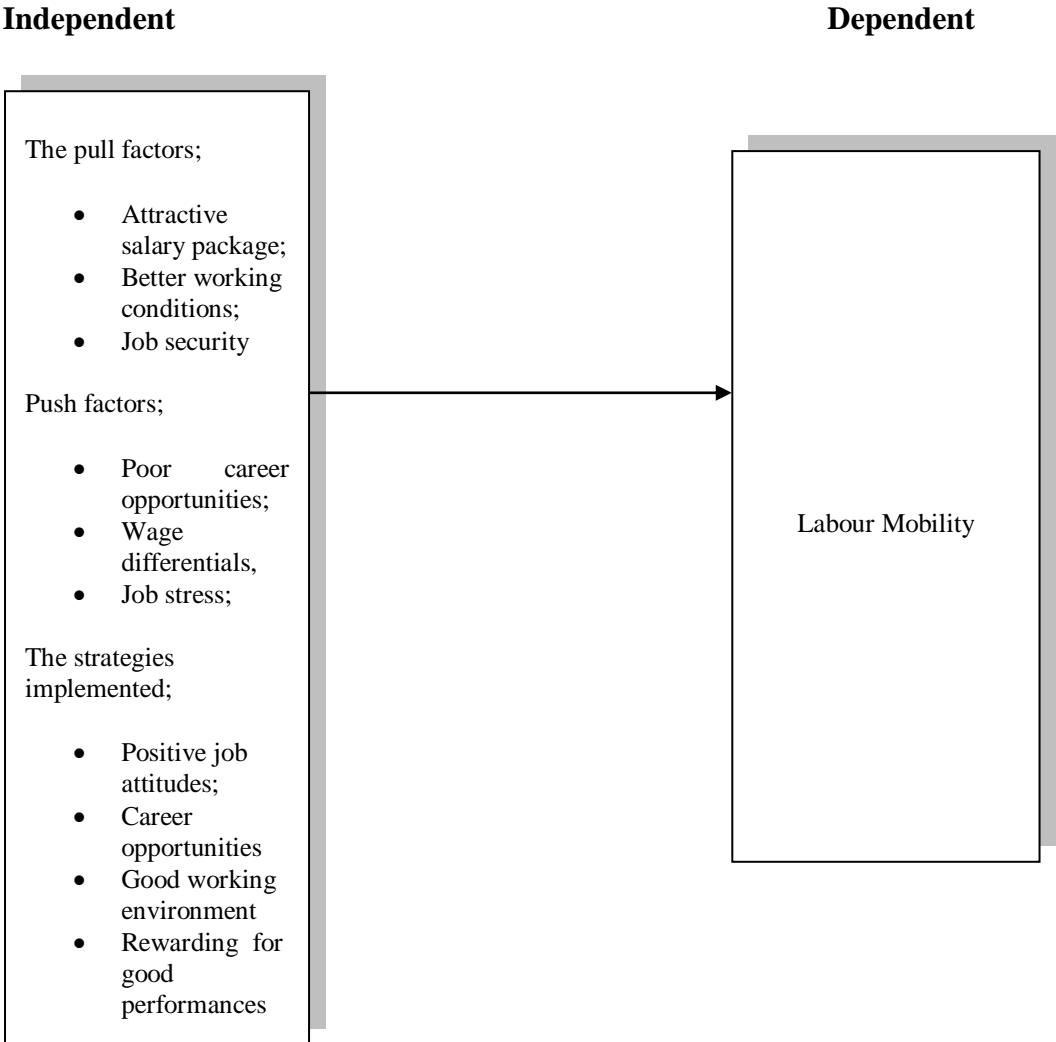 Independent
Dependent
The pull factors;
• Attractive
salary package;
• Better working
conditions;
• Job security
Push factors;
• Poor career
opportunities;
• Wage
differentials,
• Job stress;
The strategies
implemented;
• Positive job
attitudes;
• Career
opportunities
• Good working
environment
• Rewarding for
good
performances
Labour Mobility